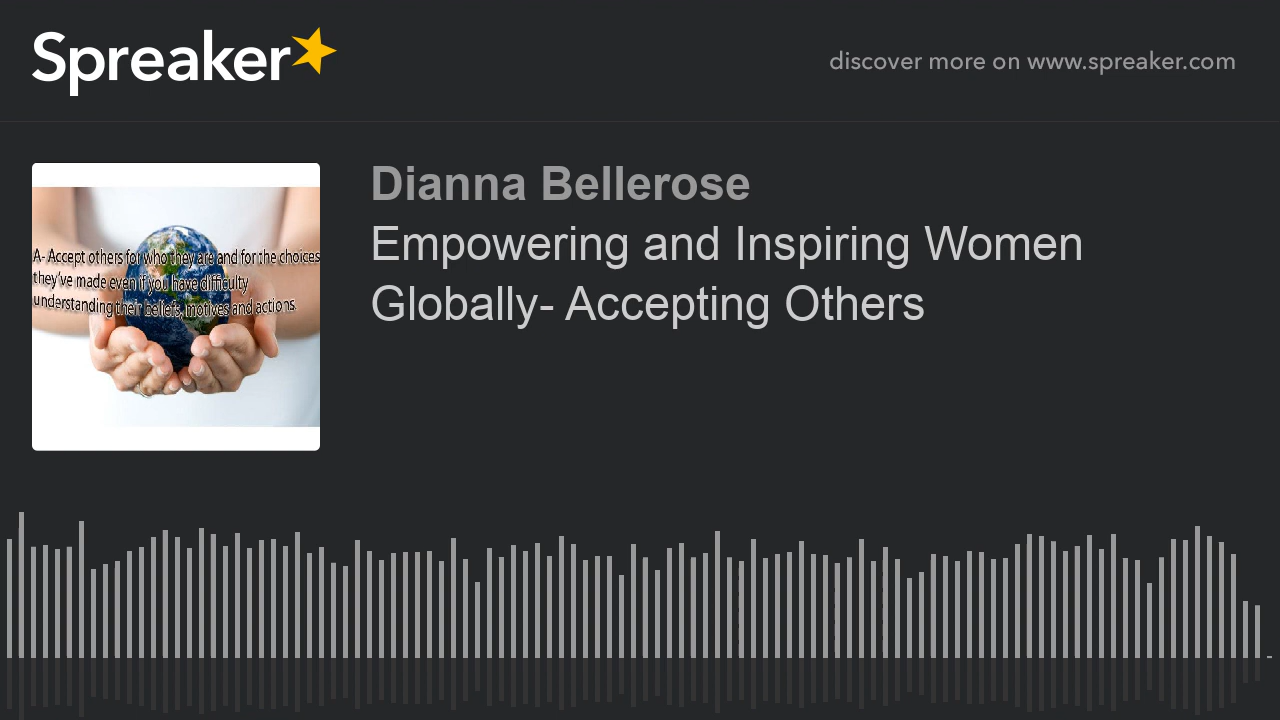 Spreaker
discover more on www.spreaker.com
Dianna Bellerose
Empowering and Inspiring Women
Globally- Accepting Others
A- Accept others for who they are and for the choices
they've made even if you have difficulty
understanding their beliefs, motives and actions.